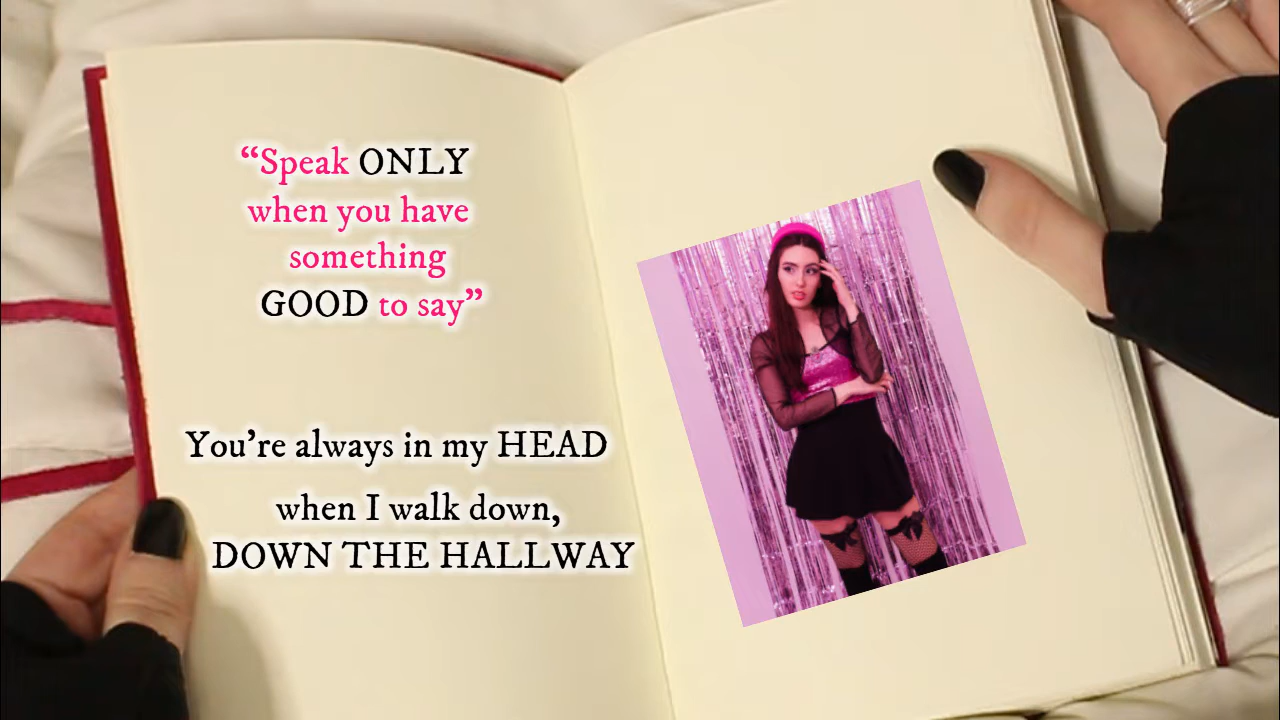 “Speak ONLY
when you have
something
GOOD to say”
You’re always in my HEAD
when I walk down,
DOWN THE HALLWAY